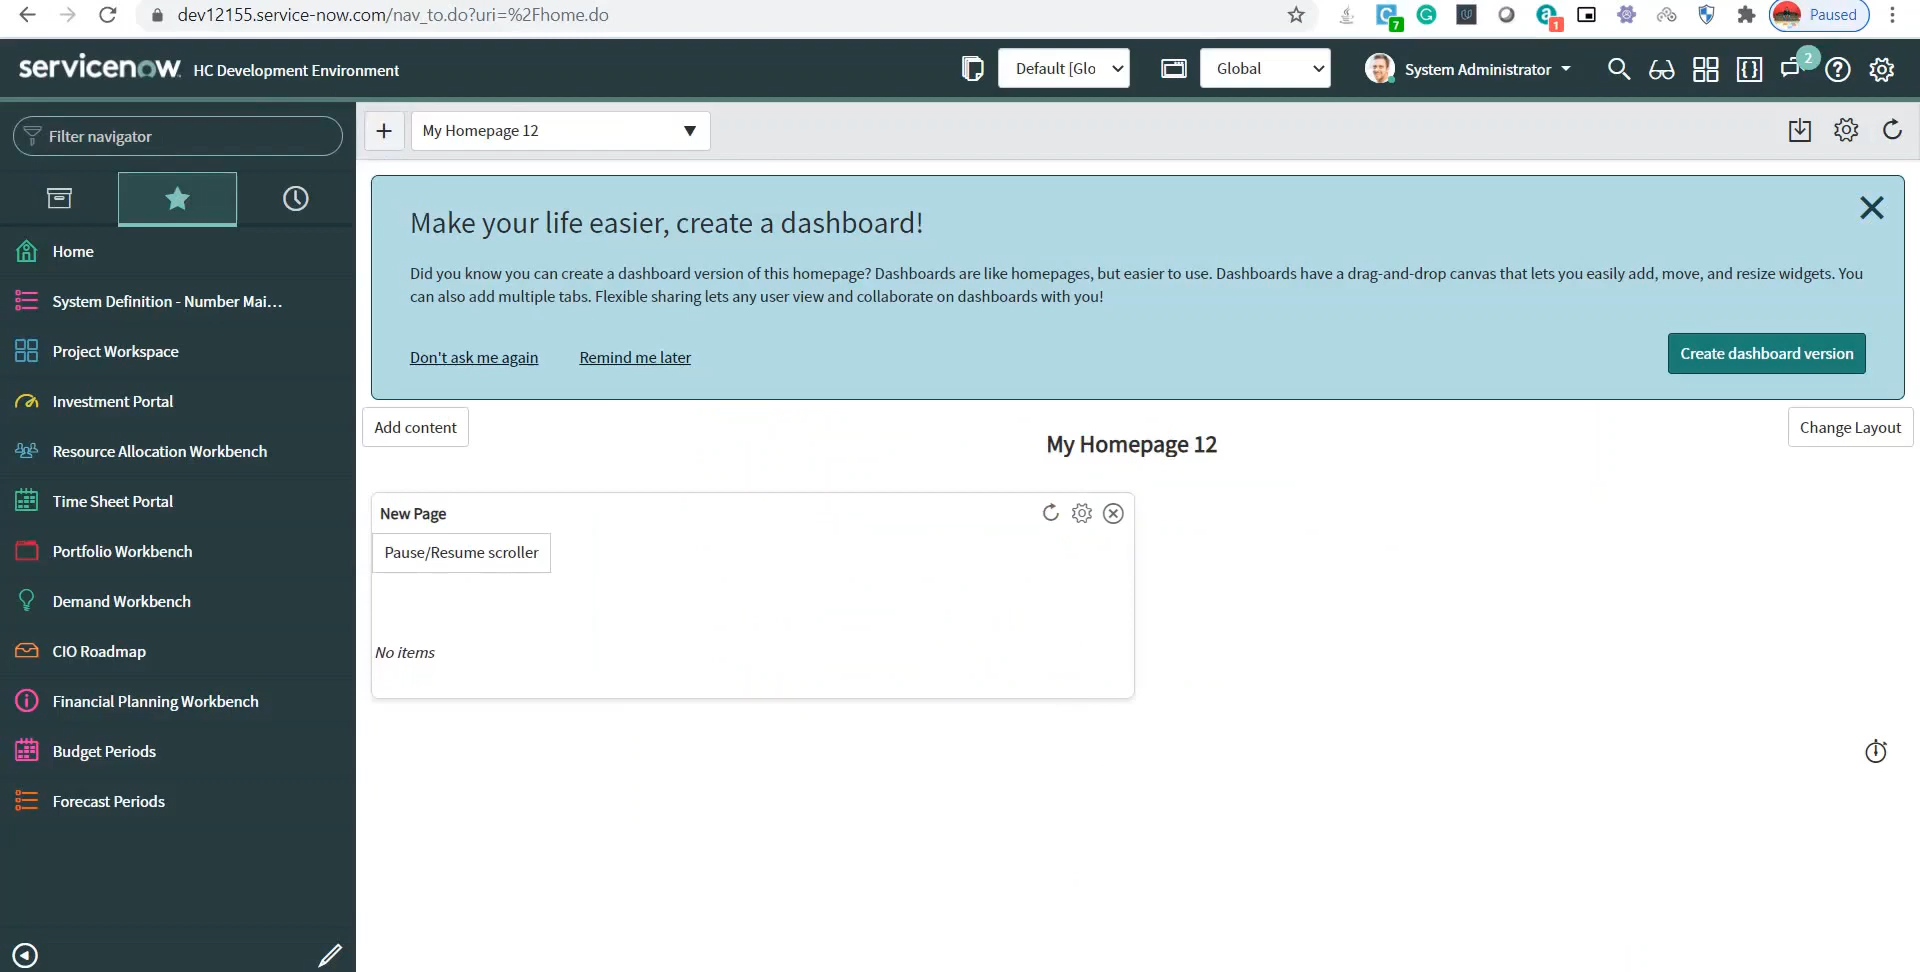 dev12155.service-now.com/nav_to.do?uri=%2Fhome.do
7
1
Paused
servicenow
HC Development Environment
Default [Glo
Global
System Administrator
2
Filter navigator
My Homepage 12
Make your life easier, create a dashboard!
Did you know you can create a dashboard version of this homepage? Dashboards are like homepages, but easier to use. Dashboards have a drag-and-drop canvas that lets you easily add, move, and resize widgets. You
can also add multiple tabs. Flexible sharing lets any user view and collaborate on dashboards with you!
Don't ask me again
Remind me later
Create dashboard version
Home
System Definition - Number Mai...
Project Workspace
Investment Portal
Resource Allocation Workbench
Time Sheet Portal
Portfolio Workbench
Demand Workbench
CIO Roadmap
Financial Planning Workbench
Budget Periods
Forecast Periods
Add content
Change Layout
My Homepage 12
New Page
Pause/Resume scroller
No items